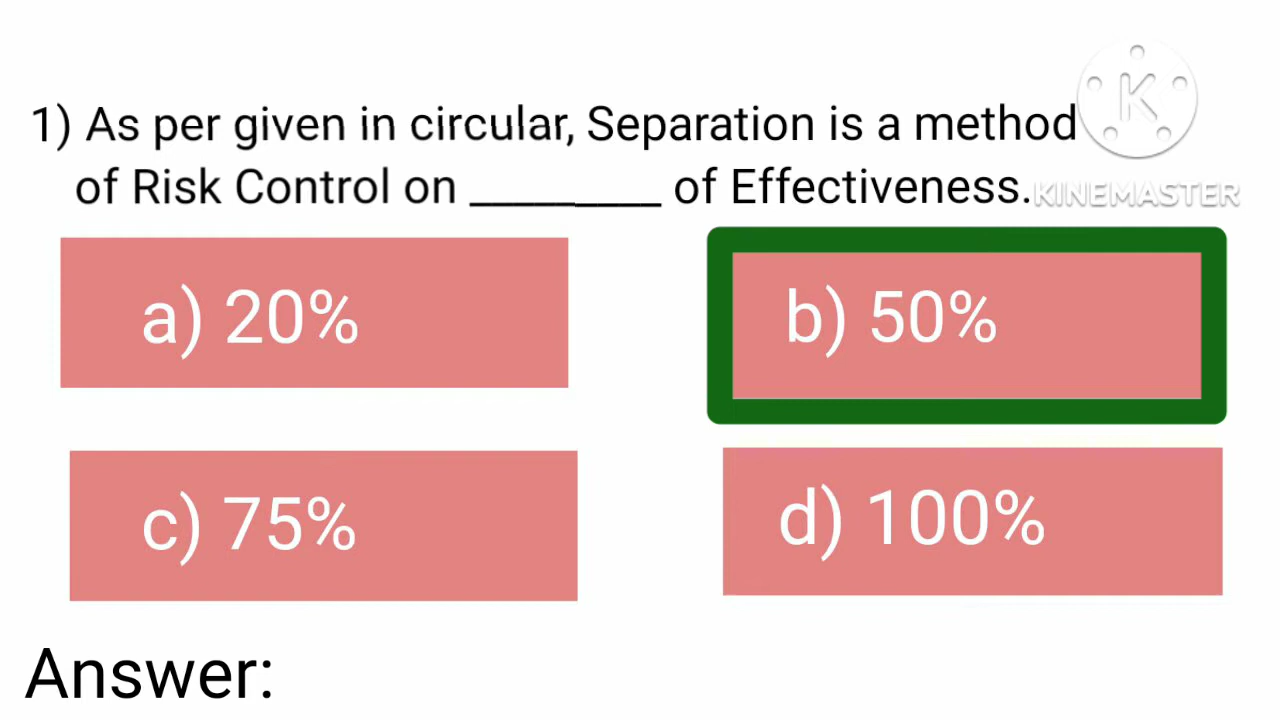 1) As per given in circular, Separation is a method
of Risk Control on _________ of Effectiveness.
K
KINEMASTER
a) 20%
b) 50%
c) 75%
d) 100%
Answer: